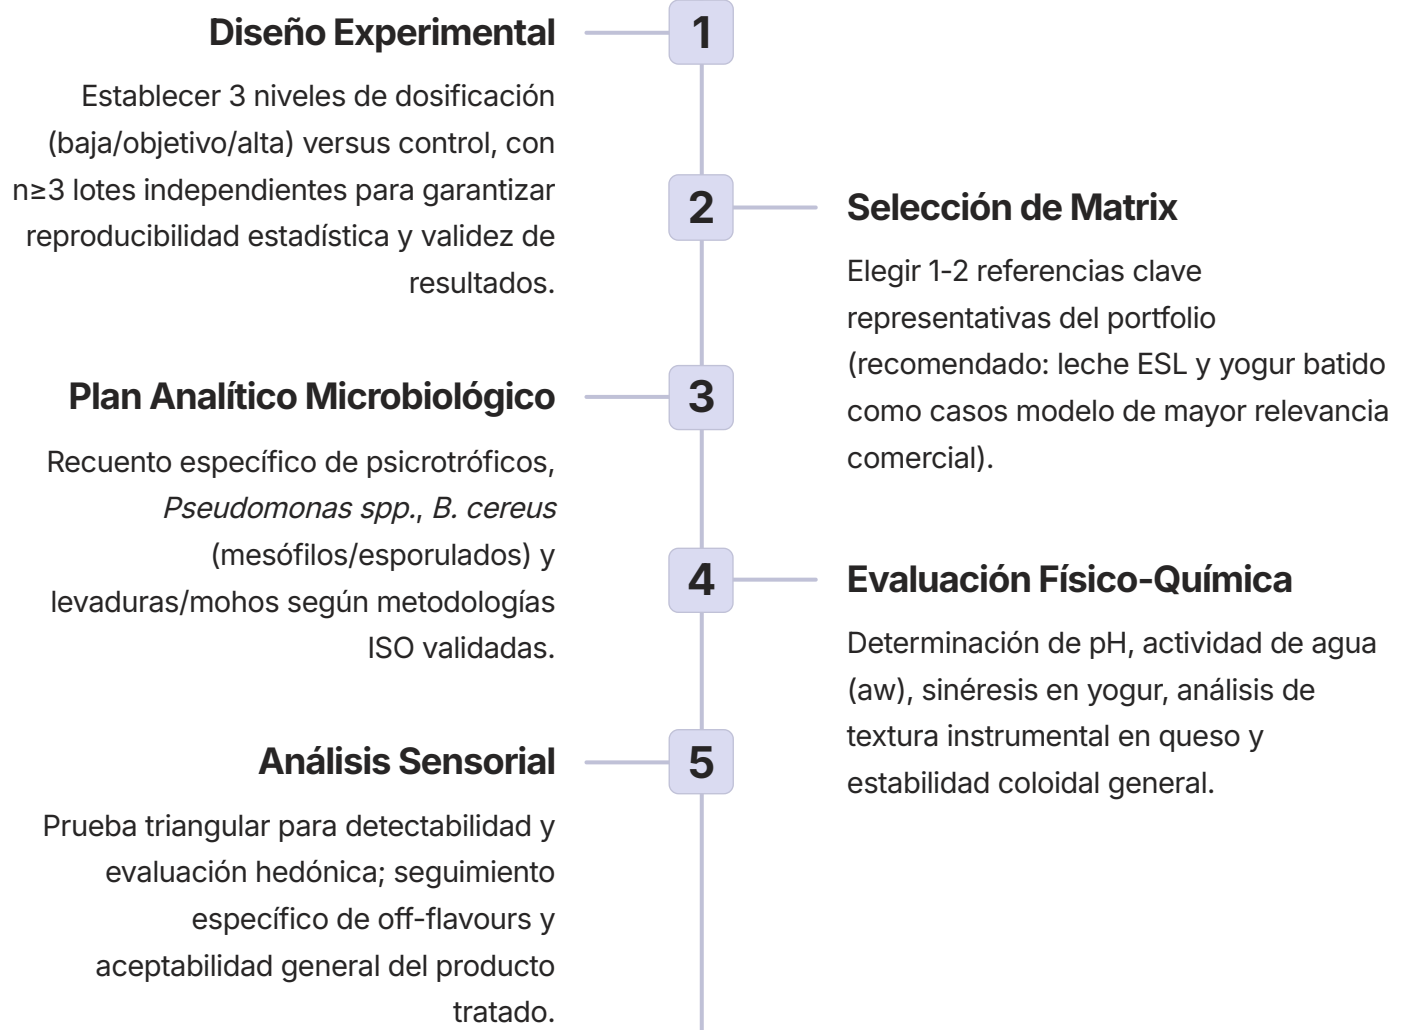 Diseño Experimental
1
Establecer 3 niveles de dosificación
(baja/objetivo/alta) versus control, con
n≥3 lotes independientes para garantizar
reproducibilidad estadística y validez de
resultados.
2
Selección de Matrix
Elegir 1-2 referencias clave
representativas del portfolio
(recomendado: leche ESL y yogur batido
como casos modelo de mayor relevancia
comercial).
Plan Analítico Microbiológico
3
Recuento específico de psicrotróficos,
Pseudomonas spp., B. cereus
(mesófilos/esporulados) y
levaduras/mohos según metodologías
ISO validadas.
4
Evaluación Físico-Química
Determinación de pH, actividad de agua
(aw), sinéresis en yogur, análisis de
textura instrumental en queso y
estabilidad coloidal general.
Análisis Sensorial
5
Prueba triangular para detectabilidad y
evaluación hedónica; seguimiento
específico de off-flavours y
aceptabilidad general del producto
tratado.